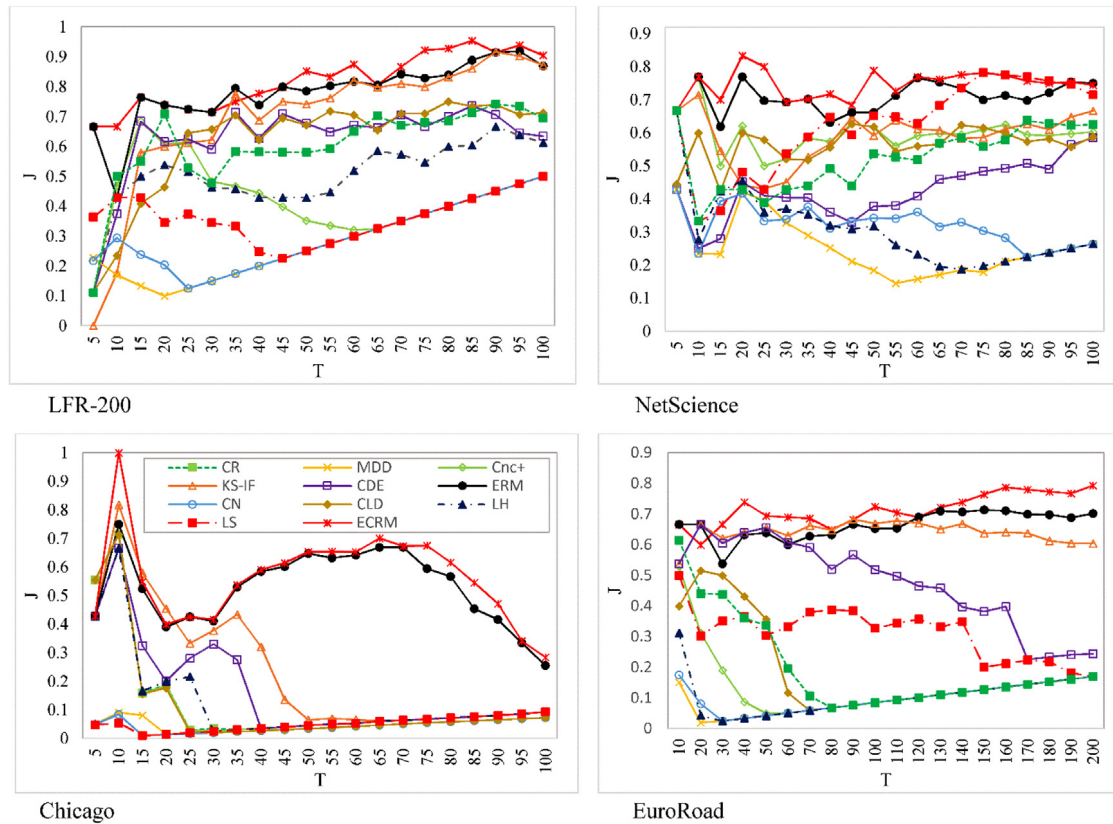 1
0.9
0.8
0.7
0.6
0.5
0.4
0.3
0.2
0.1
0
J
5 10 15 20 25 30 35 40 45 50 55 60 65 70 75 80 85 90 95 100
T
LFR-200
0.9
0.8
0.7
0.6
0.5
0.4
0.3
0.2
0.1
0
J
5 10 15 20 25 30 35 40 45 50 55 60 65 70 75 80 85 90 95 100
T
NetScience
1
0.9
0.8
0.7
0.6
0.5
0.4
0.3
0.2
0.1
0
J
CR MDD Cnc+
KS-IF CDE ERM
CN CLD LH
LS ECRM
5 10 15 20 25 30 35 40 45 50 55 60 65 70 75 80 85 90 95 100
T
Chicago
0.9
0.8
0.7
0.6
0.5
0.4
0.3
0.2
0.1
0
J
10 20 30 40 50 60 70 80 90 100 110 120 130 140 150 160 170 180 190 200
T
EuroRoad